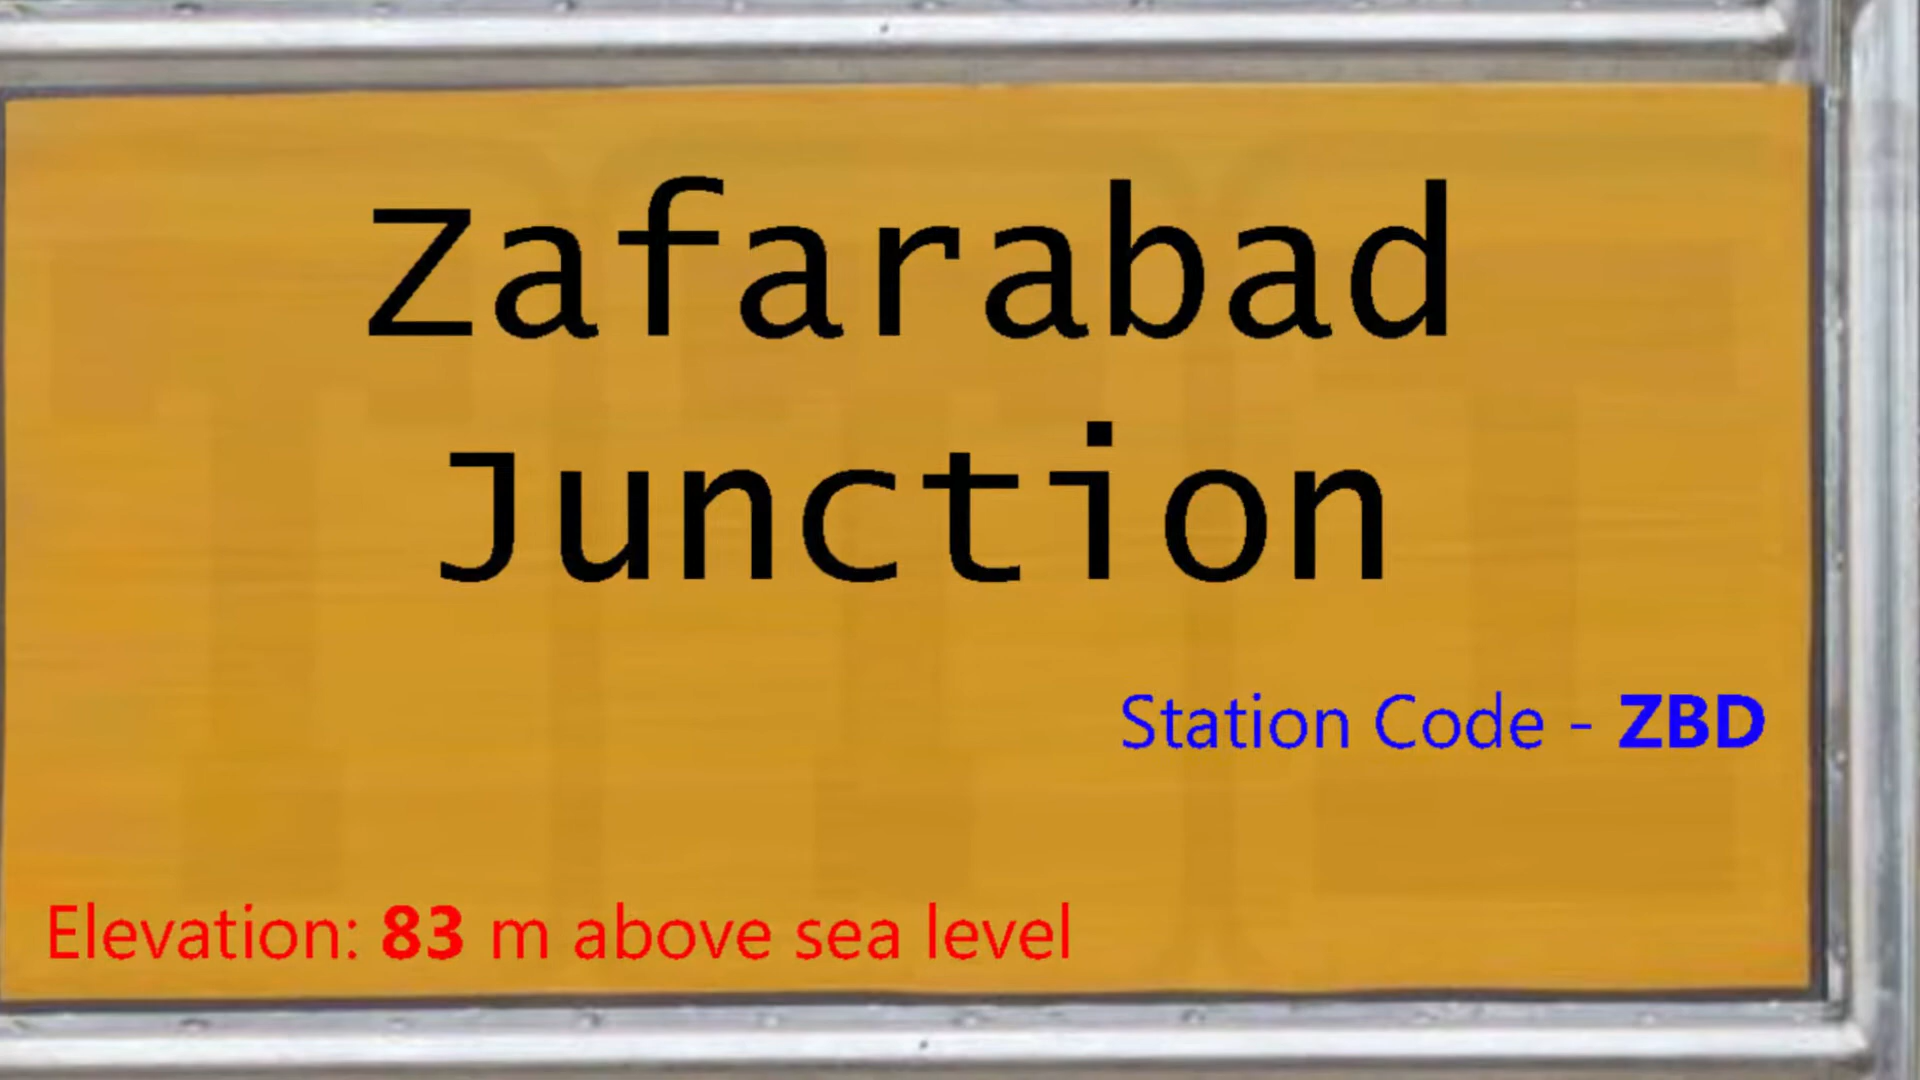 Zafarabad
Junction
Station Code - ZBD
Elevation: 83 m above sea level